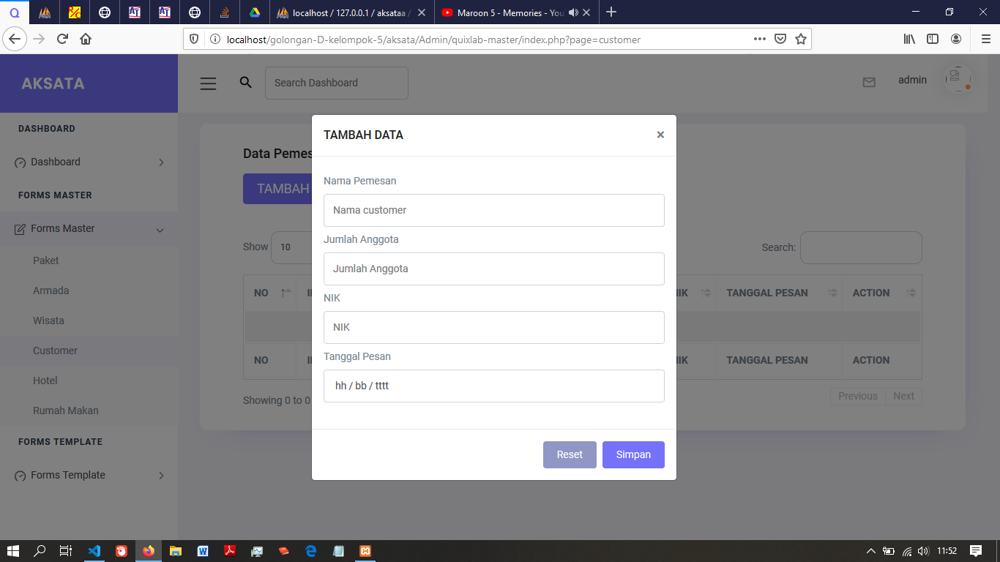 localhost / 127.0.0.1 / aksataa /
Maroon 5 - Memories - You
localhost/golongan-D-kelompok-5/aksata/Admin/quixlab-master/index.php?page=customer
AKSATA
Search Dashboard
admin
DASHBOARD
Dashboard
FORMS MASTER
Forms Master
Paket
Armada
Wisata
Customer
Hotel
Rumah Makan
FORMS TEMPLATE
Forms Template
Data Pemes
TAMBAH
Show 10
Search:
NO
TANGGAL PESAN
ACTION
NO
TANGGAL PESAN
ACTION
Showing 0 to 0
Previous
Next
TAMBAH DATA
×
Nama Pemesan
Nama customer
Jumlah Anggota
Jumlah Anggota
NIK
NIK
Tanggal Pesan
hh / bb / tttt
Reset
Simpan
11:52